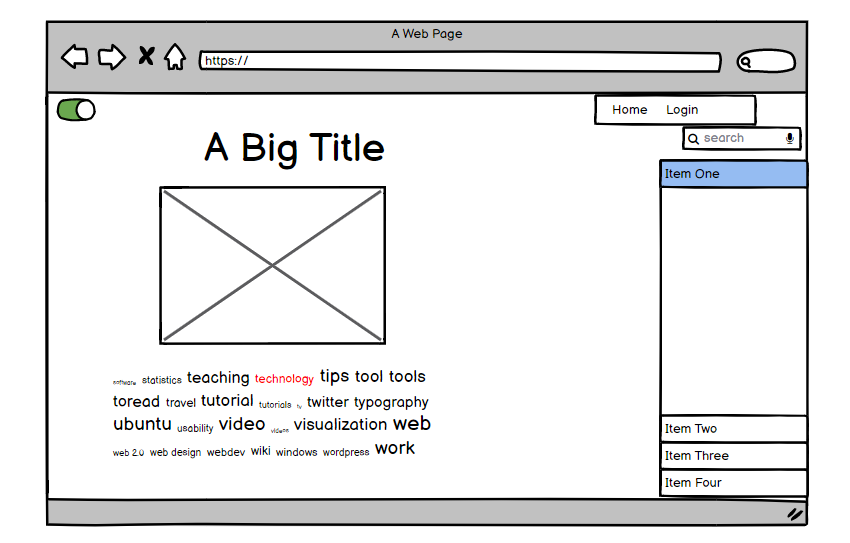 A Web Page
https://
Home Login
search
A Big Title
Item One
software statistics teaching technology tips tool tools
toread travel tutorial tutorials tv twitter typography
ubuntu usability video videos visualization web
web 2.0 web design webdev wiki windows wordpress work
Item Two
Item Three
Item Four